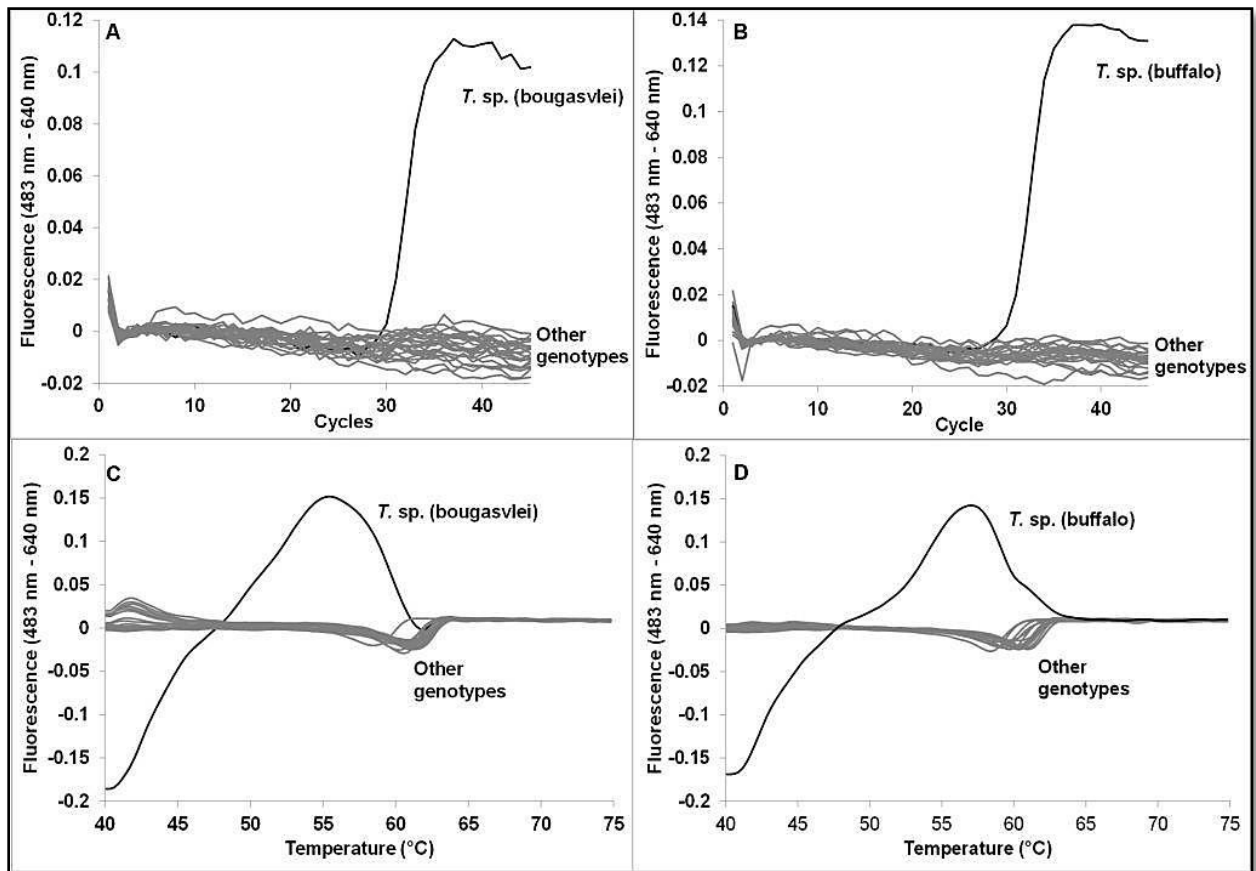 A
Fluorescence (483 nm - 640 nm)
0.12
0.1
0.08
0.06
0.04
0.02
0
-0.02
T. sp. (bougasvlei)
Other
genotypes
0 10 20 30 40
Cycles
B
Fluorescence (483 nm - 640 nm)
0.14
0.12
0.1
0.08
0.06
0.04
0.02
0
-0.02
T. sp. (buffalo)
Other
genotypes
0 10 20 30 40
Cycle
C
Fluorescence (483 nm - 640 nm)
0.2
0.15
0.1
0.05
0
-0.05
-0.1
-0.15
-0.2
T. sp. (bougasvlei)
Other
genotypes
40 45 50 55 60 65 70 75
Temperature (°C)
D
Fluorescence (483 nm - 640 nm)
0.2
0.15
0.1
0.05
0
-0.05
-0.1
-0.15
-0.2
T. sp. (buffalo)
Other
genotypes
40 45 50 55 60 65 70 75
Temperature (°C)